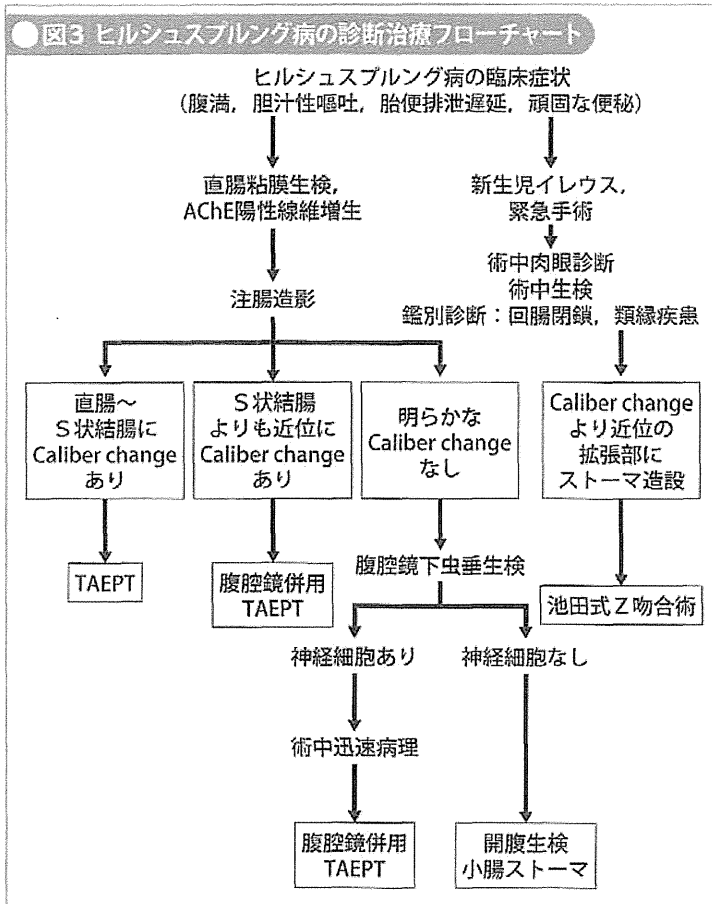 ●図3 ヒルシュスプルング病の診断治療フローチャート
ヒルシュスプルング病の臨床症状
(腹満，胆汁性嘔吐，胎便排泄遅延，頑固な便秘)
直腸粘膜生検，
AChE陽性線維増生
新生児イレウス，
緊急手術
術中肉眼診断
術中生検
鑑別診断：回腸閉鎖，類縁疾患
注腸造影
直腸～
S状結腸に
Caliber change
あり
S状結腸
よりも近位に
Caliber change
あり
明らかな
Caliber change
なし
Caliber change
より近位の
拡張部に
ストーマ造設
TAEPT
腹腔鏡併用
TAEPT
腹腔鏡下虫垂生検
池田式Z吻合術
神経細胞あり
神経細胞なし
術中迅速病理
腹腔鏡併用
TAEPT
開腹生検
小腸ストーマ